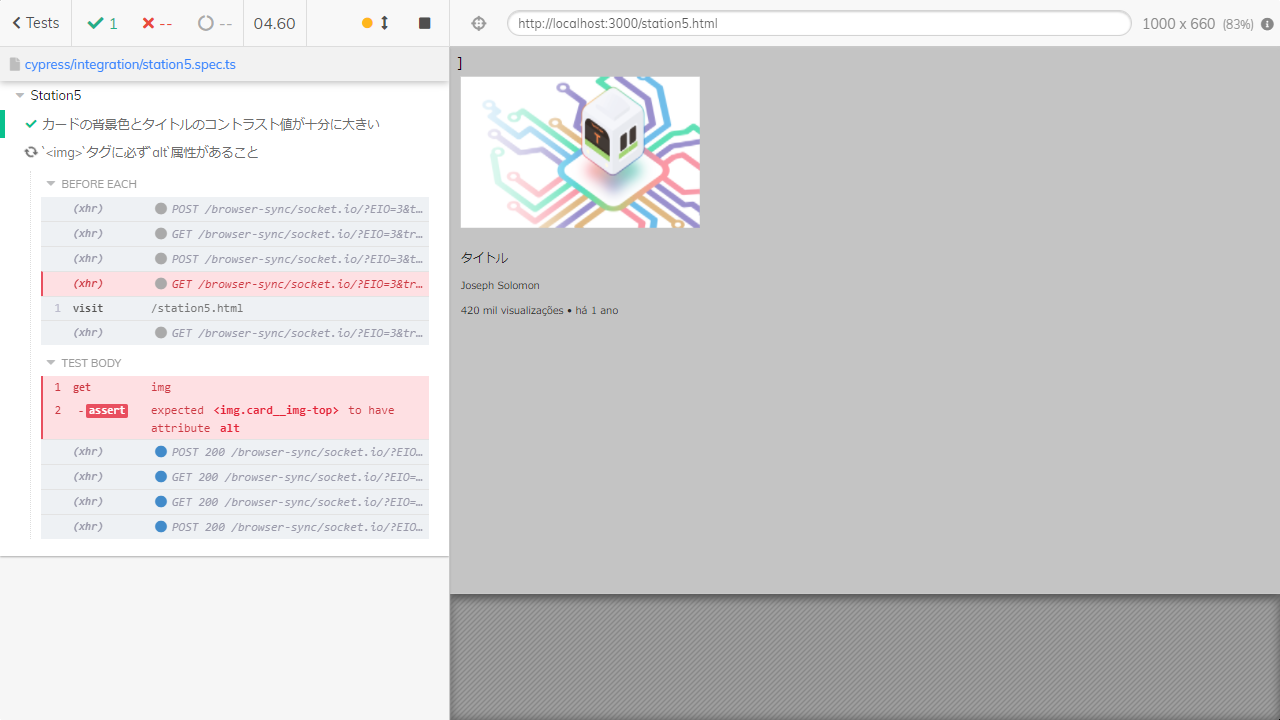 Tests
1
--
--
04.60
http://localhost:3000/station5.html
1000 x 660 (83%)
cypress/integration/station5.spec.ts
Station5
カードの背景色とタイトルのコントラスト値が十分に大きい
`<img>`タグに必ず`alt`属性があること
BEFORE EACH
(xhr) POST /browser-sync/socket.io/?EIO=3&t…
(xhr) GET /browser-sync/socket.io/?EIO=3&tr…
(xhr) POST /browser-sync/socket.io/?EIO=3&t…
(xhr) GET /browser-sync/socket.io/?EIO=3&tr…
1 visit /station5.html
(xhr) GET /browser-sync/socket.io/?EIO=3&tr…
TEST BODY
1 get img
2 -assert expected <img.card__img-top> to have
attribute alt
(xhr) POST 200 /browser-sync/socket.io/?EIO…
(xhr) GET 200 /browser-sync/socket.io/?EIO=…
(xhr) GET 200 /browser-sync/socket.io/?EIO=…
(xhr) POST 200 /browser-sync/socket.io/?EIO…
]
タイトル
Joseph Solomon
420 mil visualizações • há 1 ano